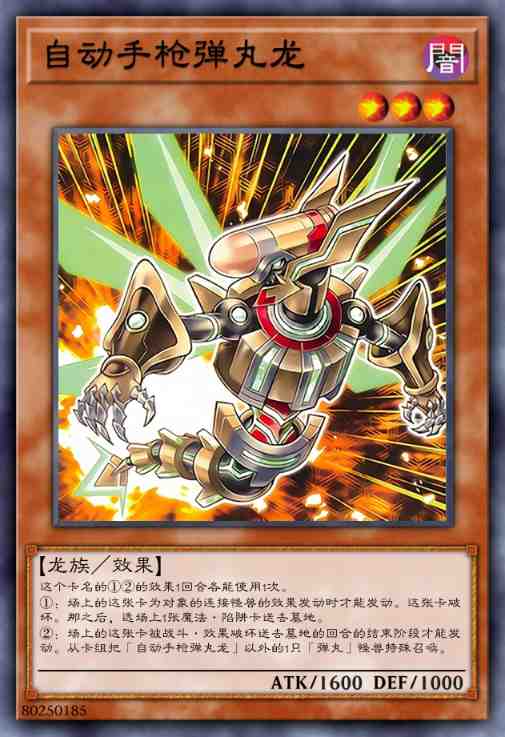 自动手枪弹丸龙
闇
【龙族／效果】
这个卡名的①②的效果1回合各能使用1次。
①：场上的这张卡为对象的连接怪兽的效果发动时才能发动。这张卡破
坏。那之后，选场上1张魔法·陷阱卡送去墓地。
②：场上的这张卡被战斗·效果破坏送去墓地的回合的结束阶段才能发
动。从卡组把「自动手枪弹丸龙」以外的1只「弹丸」怪兽特殊召唤。
ATK/1600 DEF/1000
80250185